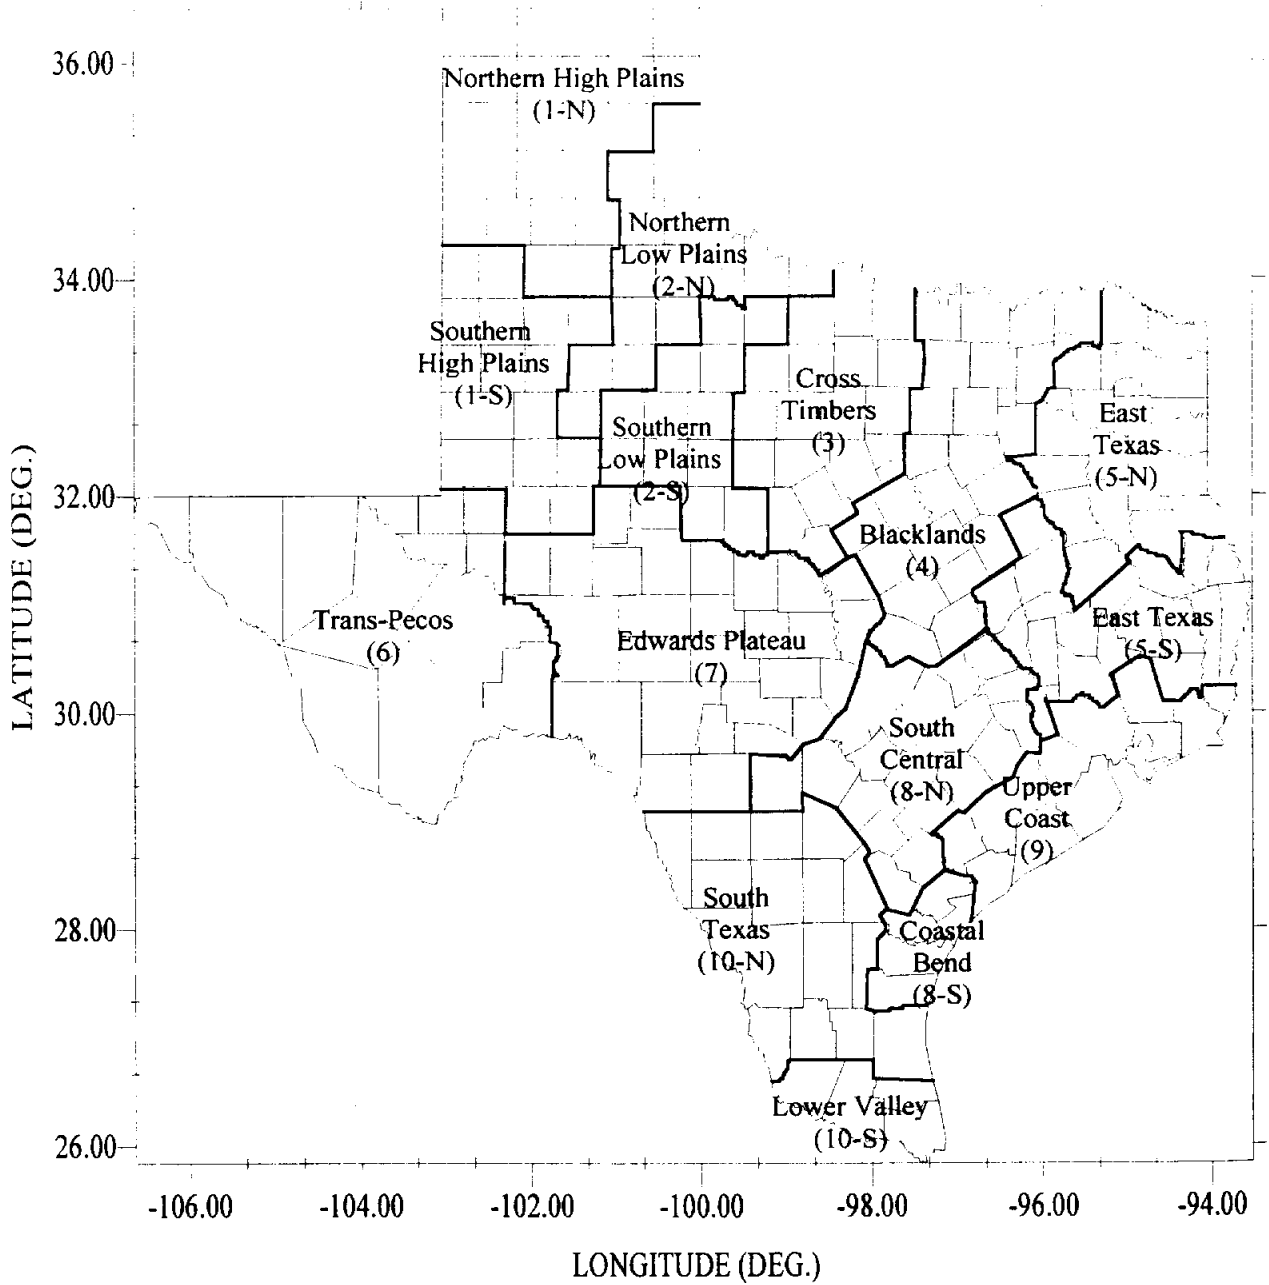 36.00
Northern High Plains
(1-N)
Northern
Low Plains
(2-N)
34.00
Southern
High Plains
(1-S)
Cross
Timbers
(3)
East
Texas
(5-N)
Southern
Low Plains
(2-S)
32.00
Blacklands
(4)
Trans-Pecos
(6)
Edwards Plateau
(7)
East Texas
(5-S)
30.00
South
Central
(8-N)
Upper
Coast
(9)
South
Texas
(10-N)
28.00
Coastal
Bend
(8-S)
Lower Valley
(10-S)
26.00
LATITUDE (DEG.)
-106.00 -104.00 -102.00 -100.00 -98.00 -96.00 -94.00
LONGITUDE (DEG.)